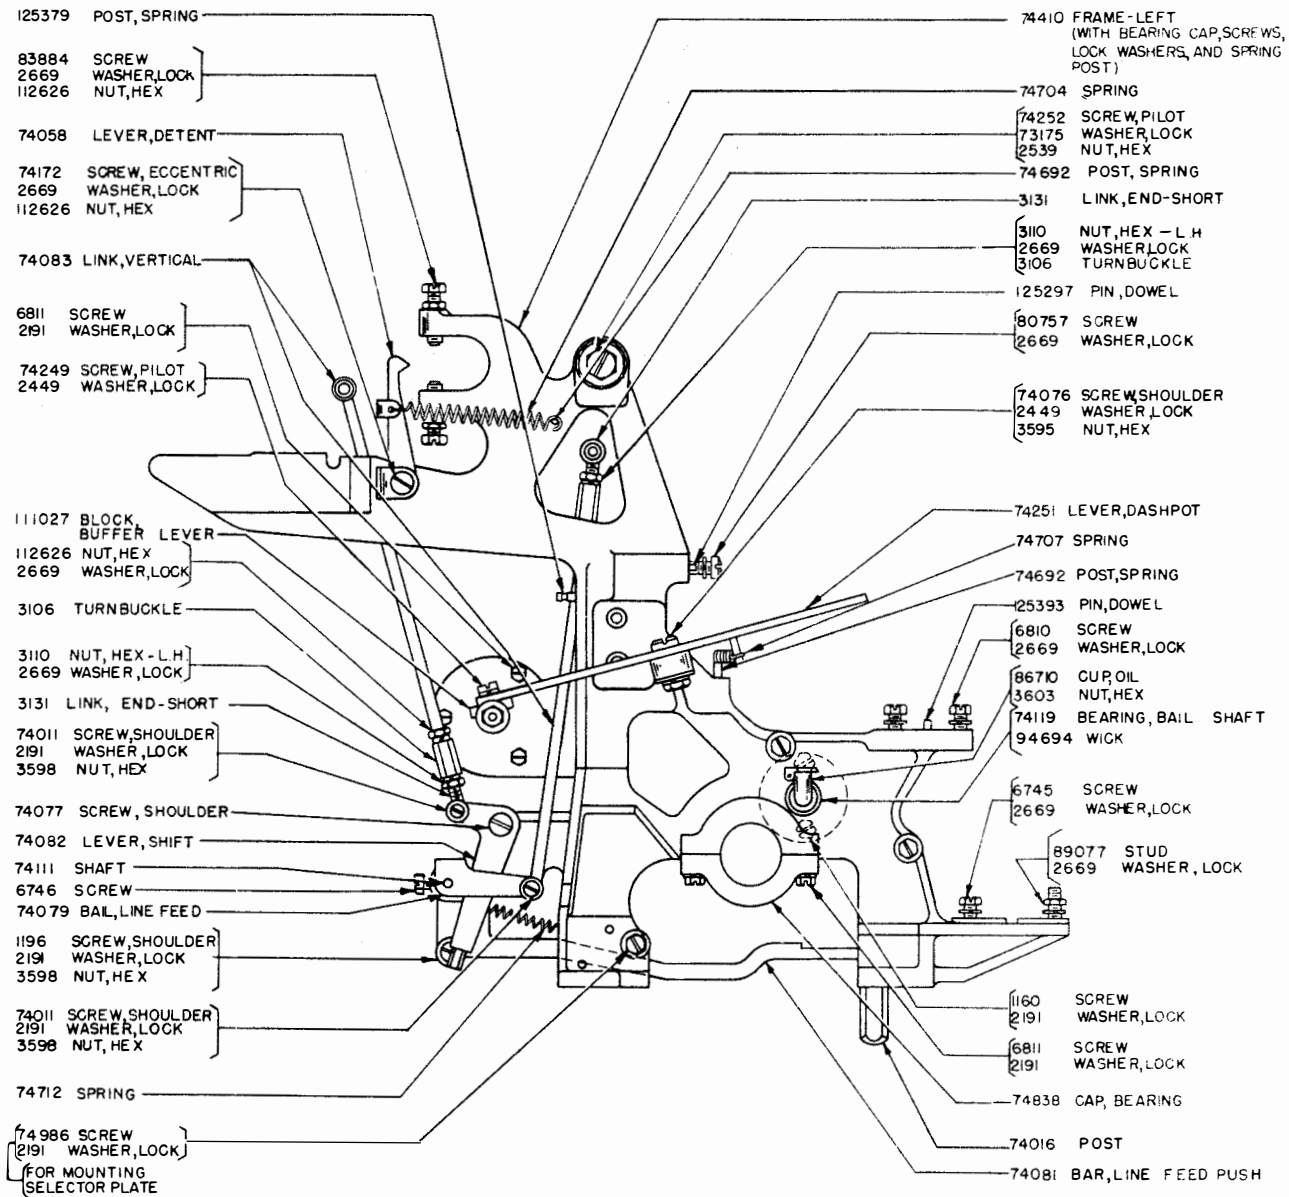 125379 POST, SPRING
83884 SCREW
2669 WASHER,LOCK
112626 NUT, HEX
74058 LEVER, DETENT
74172 SCREW, ECCENTRIC
2669 WASHER, LOCK
112626 NUT, HEX
74083 LINK, VERTICAL
6811 SCREW
2191 WASHER, LOCK
74249 SCREW, PILOT
2449 WASHER, LOCK
111027 BLOCK,
BUFFER LEVER
112626 NUT, HEX
2669 WASHER, LOCK
3106 TURNBUCKLE
3110 NUT, HEX-L.H.
2669 WASHER, LOCK
3131 LINK, END-SHORT
74011 SCREW, SHOULDER
2191 WASHER, LOCK
3598 NUT, HEX
74077 SCREW, SHOULDER
74082 LEVER, SHIFT
74111 SHAFT
6746 SCREW
74079 BAIL, LINE FEED
1196 SCREW, SHOULDER
2191 WASHER, LOCK
3598 NUT, HEX
74011 SCREW, SHOULDER
2191 WASHER, LOCK
3598 NUT, HEX
74712 SPRING
74986 SCREW
2191 WASHER, LOCK
FOR MOUNTING
SELECTOR PLATE
74410 FRAME-LEFT
(WITH BEARING CAP, SCREWS,
LOCK WASHERS, AND SPRING
POST)
74704 SPRING
74252 SCREW, PILOT
73175 WASHER, LOCK
2539 NUT, HEX
74692 POST, SPRING
3131 LINK, END-SHORT
3110 NUT, HEX-L.H
2669 WASHER, LOCK
3106 TURNBUCKLE
125297 PIN, DOWEL
80757 SCREW
2669 WASHER, LOCK
74076 SCREW, SHOULDER
2449 WASHER, LOCK
3595 NUT, HEX
74251 LEVER, DASHPOT
74707 SPRING
74692 POST, SPRING
125393 PIN, DOWEL
6810 SCREW
2669 WASHER, LOCK
86710 CUP, OIL
3603 NUT, HEX
74119 BEARING, BAIL SHAFT
94694 WICK
6745 SCREW
2669 WASHER, LOCK
89077 STUD
2669 WASHER, LOCK
1160 SCREW
2191 WASHER, LOCK
6811 SCREW
2191 WASHER, LOCK
74838 CAP, BEARING
74016 POST
74081 BAR, LINE FEED PUSH